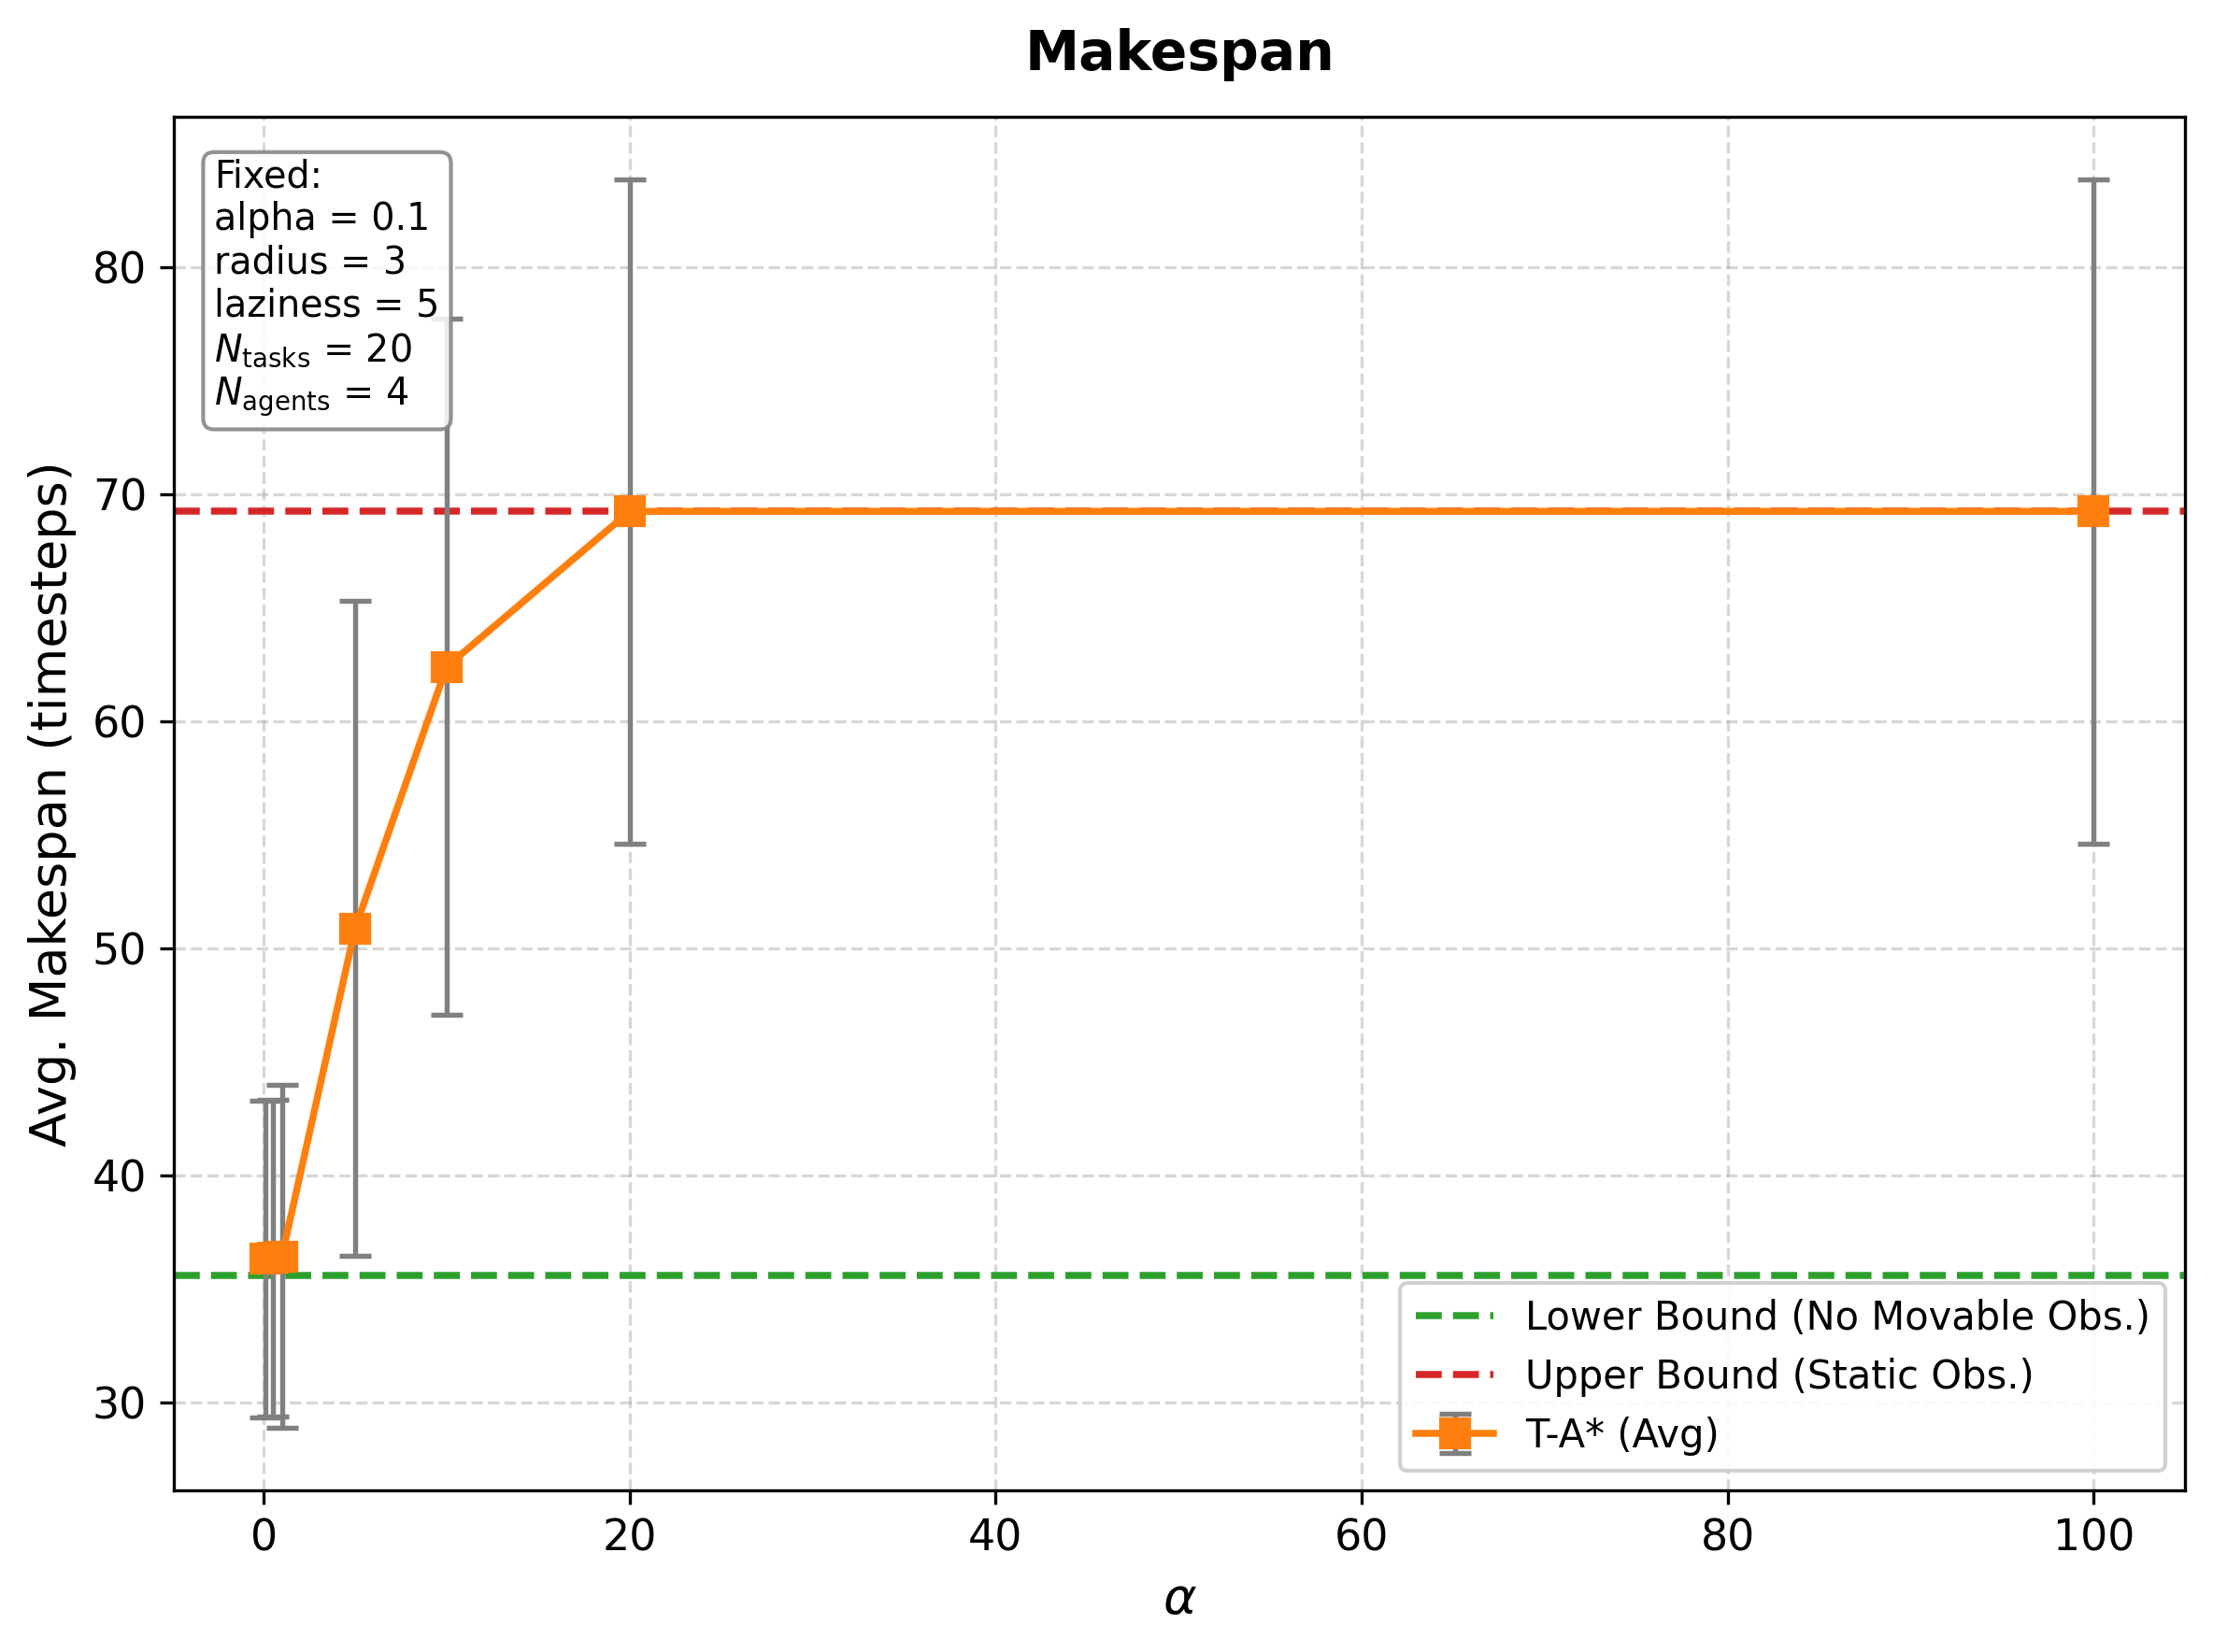 Makespan
Fixed:
alpha = 0.1
radius = 3
laziness = 5
N_tasks = 20
N_agents = 4
Avg. Makespan (timesteps)
80
70
60
50
40
30
0
20
40
60
80
100
α
Lower Bound (No Movable Obs.)
Upper Bound (Static Obs.)
T-A* (Avg)